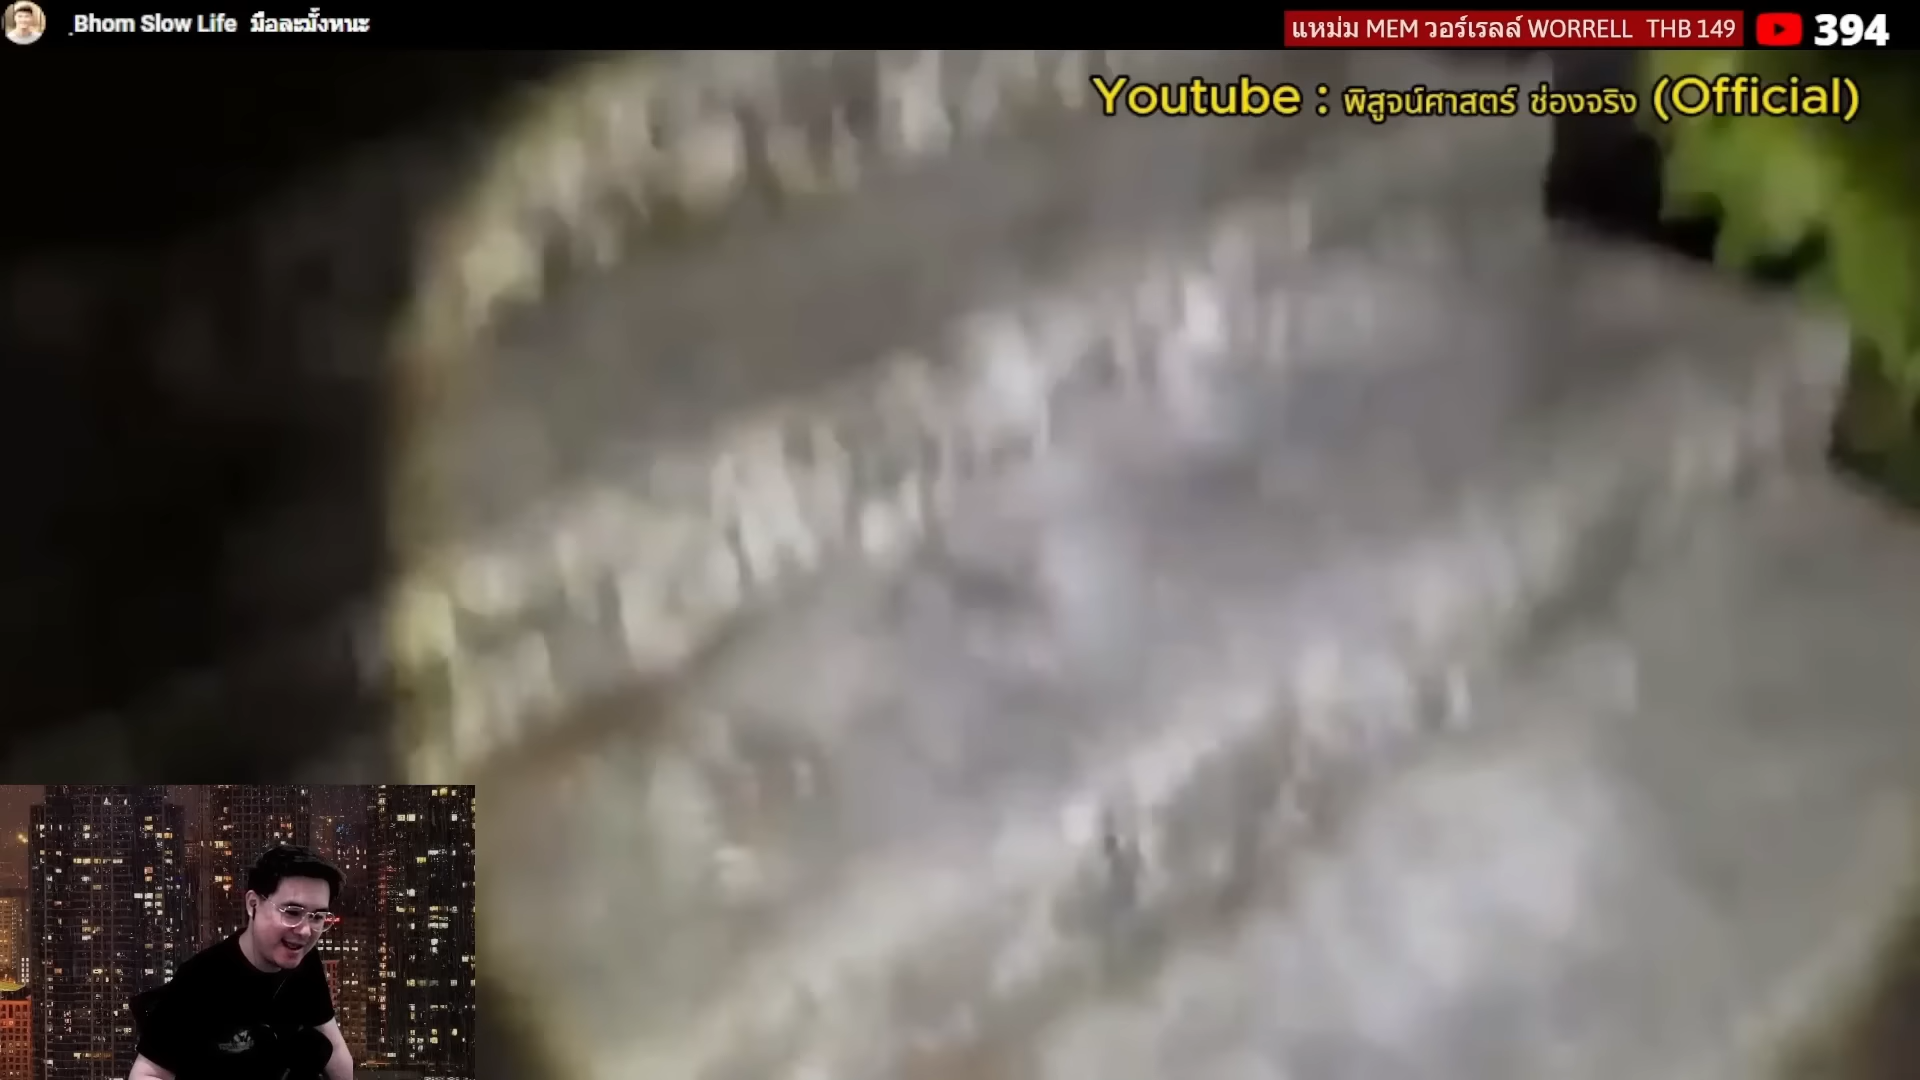 Bhom Slow Life มือละมั้งหนะ
แหม่ม MEM วอร์เรลล์ WORRELL THB 149
394
Youtube : พิสูจน์ศาสตร์ ช่องจริง (Official)